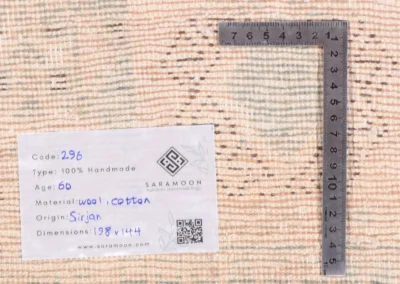 7 6 5 4 3 2 1
1 2 3 4 5 6 7 8 9 10 1 2 3 4 5
Code: 296
Type: 100% Handmade
Age: 60
Material: wool, cotton
Origin: Sirjan
Dimensions: 198 x 144
SARAMOOH
www.saramooh.com